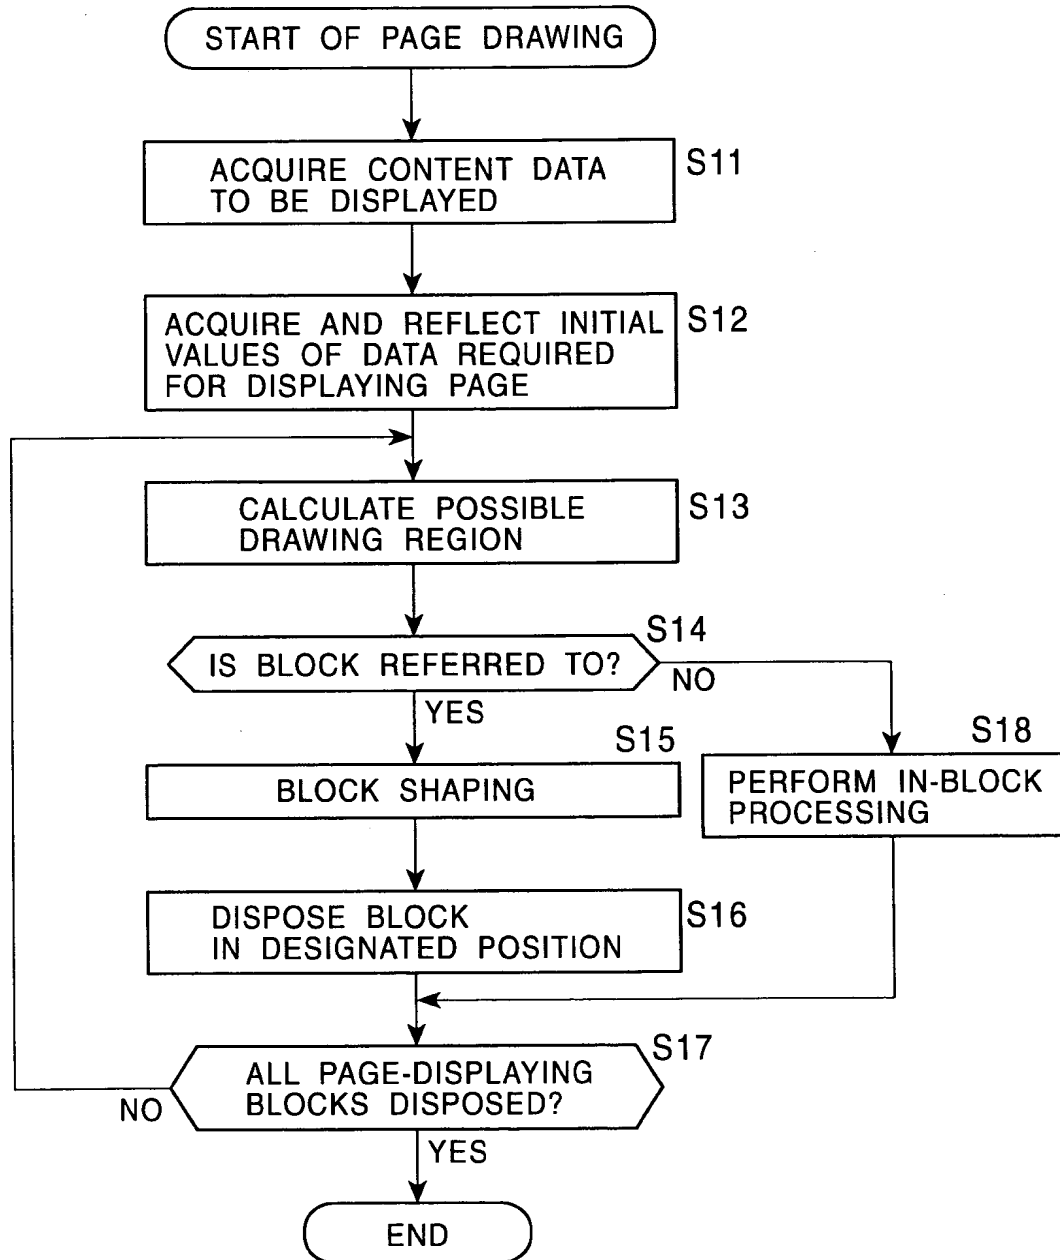 START OF PAGE DRAWING
S11
ACQUIRE CONTENT DATA
TO BE DISPLAYED
S12
ACQUIRE AND REFLECT INITIAL
VALUES OF DATA REQUIRED
FOR DISPLAYING PAGE
S13
CALCULATE POSSIBLE
DRAWING REGION
S14
IS BLOCK REFERRED TO?
NO
YES
S15
BLOCK SHAPING
S18
PERFORM IN-BLOCK
PROCESSING
S16
DISPOSE BLOCK
IN DESIGNATED POSITION
S17
ALL PAGE-DISPLAYING
BLOCKS DISPOSED?
NO
YES
END